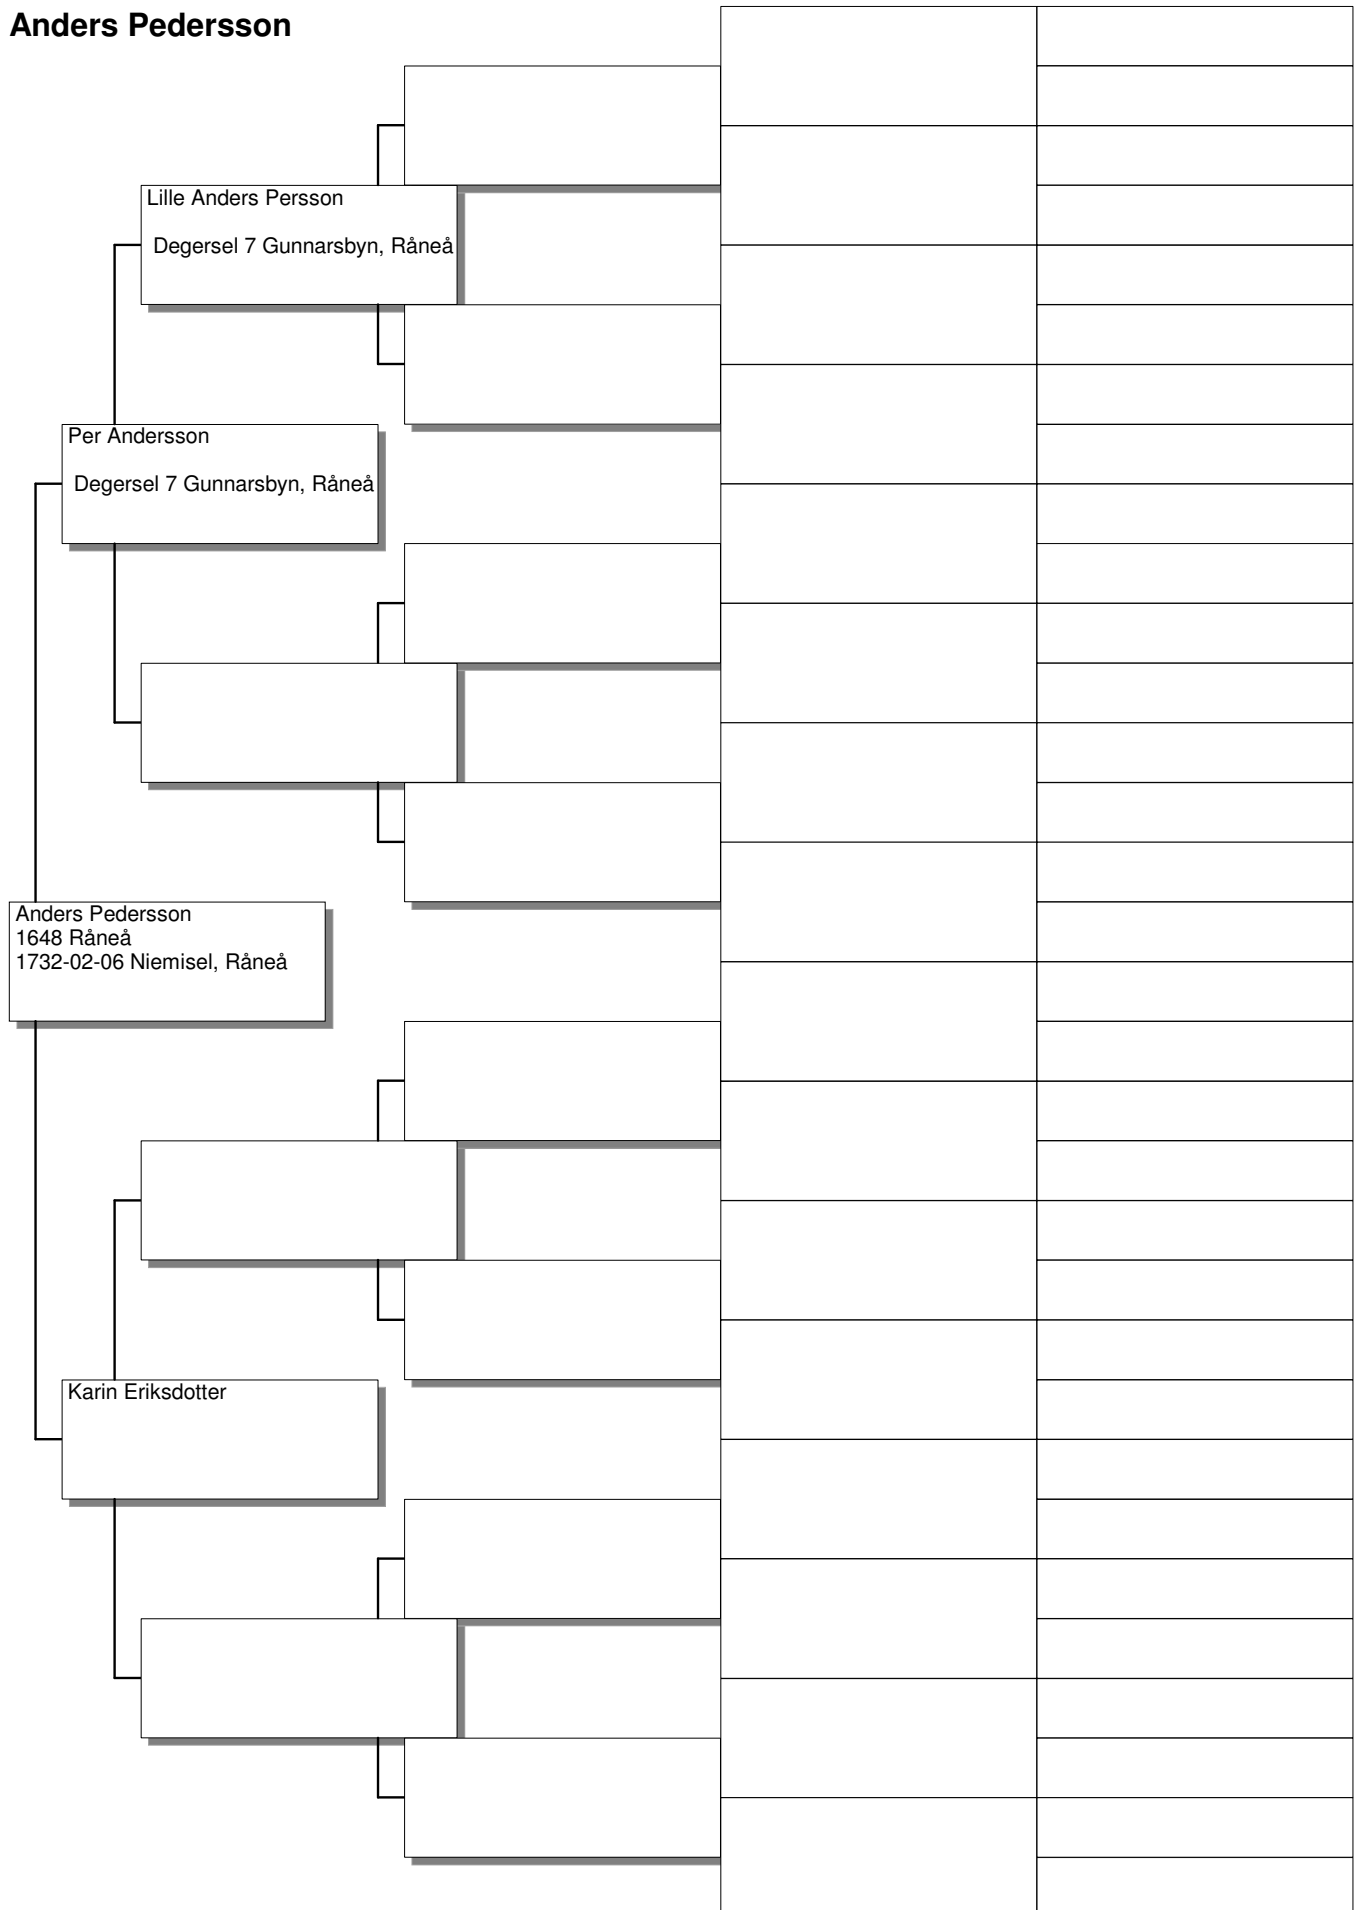 Anders Pedersson
Lille Anders Persson
Degersel 7 Gunnarsbyn, Råneå
Per Andersson
Degersel 7 Gunnarsbyn, Råneå
Anders Pedersson
1648 Råneå
1732-02-06 Niemisel, Råneå
Karin Eriksdotter